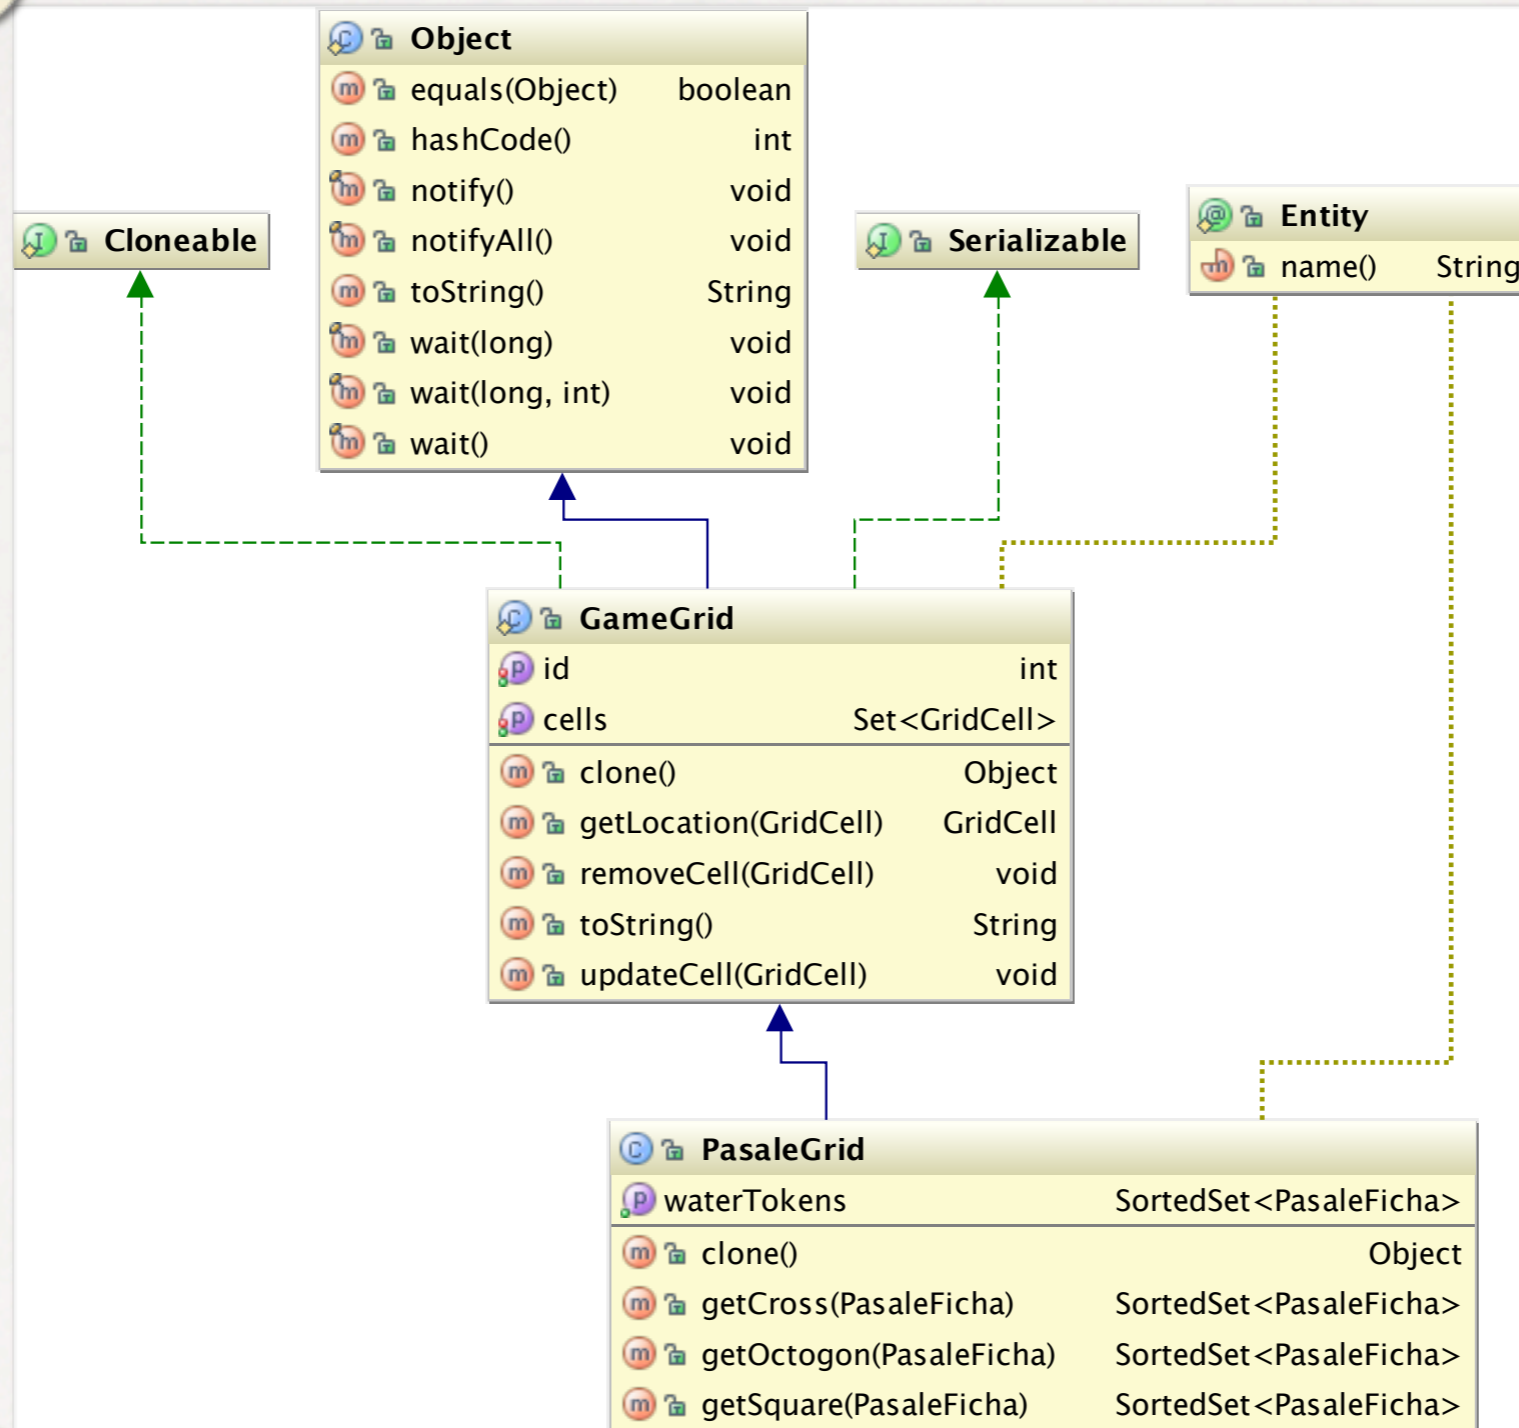 Object
equals(Object) boolean
hashCode() int
notify() void
notifyAll() void
toString() String
wait(long) void
wait(long, int) void
wait() void
Cloneable
Serializable
Entity
name() String
GameGrid
id int
cells Set<GridCell>
clone() Object
getLocation(GridCell) GridCell
removeCell(GridCell) void
toString() String
updateCell(GridCell) void
PasaleGrid
waterTokens SortedSet<PasaleFicha>
clone() Object
getCross(PasaleFicha) SortedSet<PasaleFicha>
getOctogon(PasaleFicha) SortedSet<PasaleFicha>
getSquare(PasaleFicha) SortedSet<PasaleFicha>